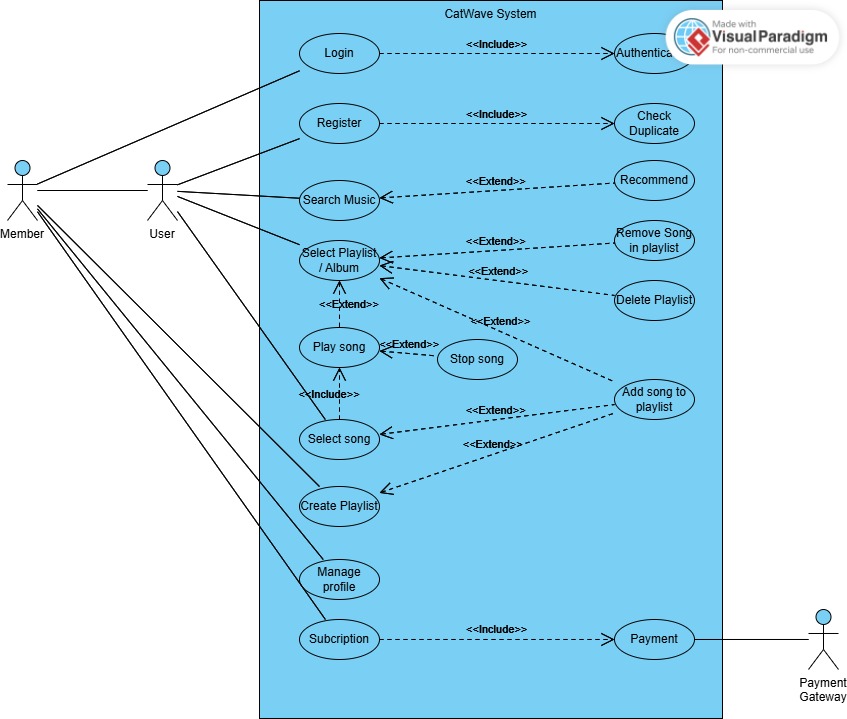 CatWave System
Made with
Visual Paradigm
For non-commercial use
Login
<<Include>>
Register
<<Include>>
Check
Duplicate
Search Music
<<Extend>>
Recommend
Member
User
Select Playlist
/ Album
<<Extend>>
Remove Song
in playlist
<<Extend>>
Delete Playlist
<<Extend>>
<<Extend>>
Play song
<<Extend>>
Stop song
<<Include>>
Add song to
playlist
<<Extend>>
Select song
<<Extend>>
Create Playlist
Manage
profile
Subcription
<<Include>>
Payment
Payment
Gateway